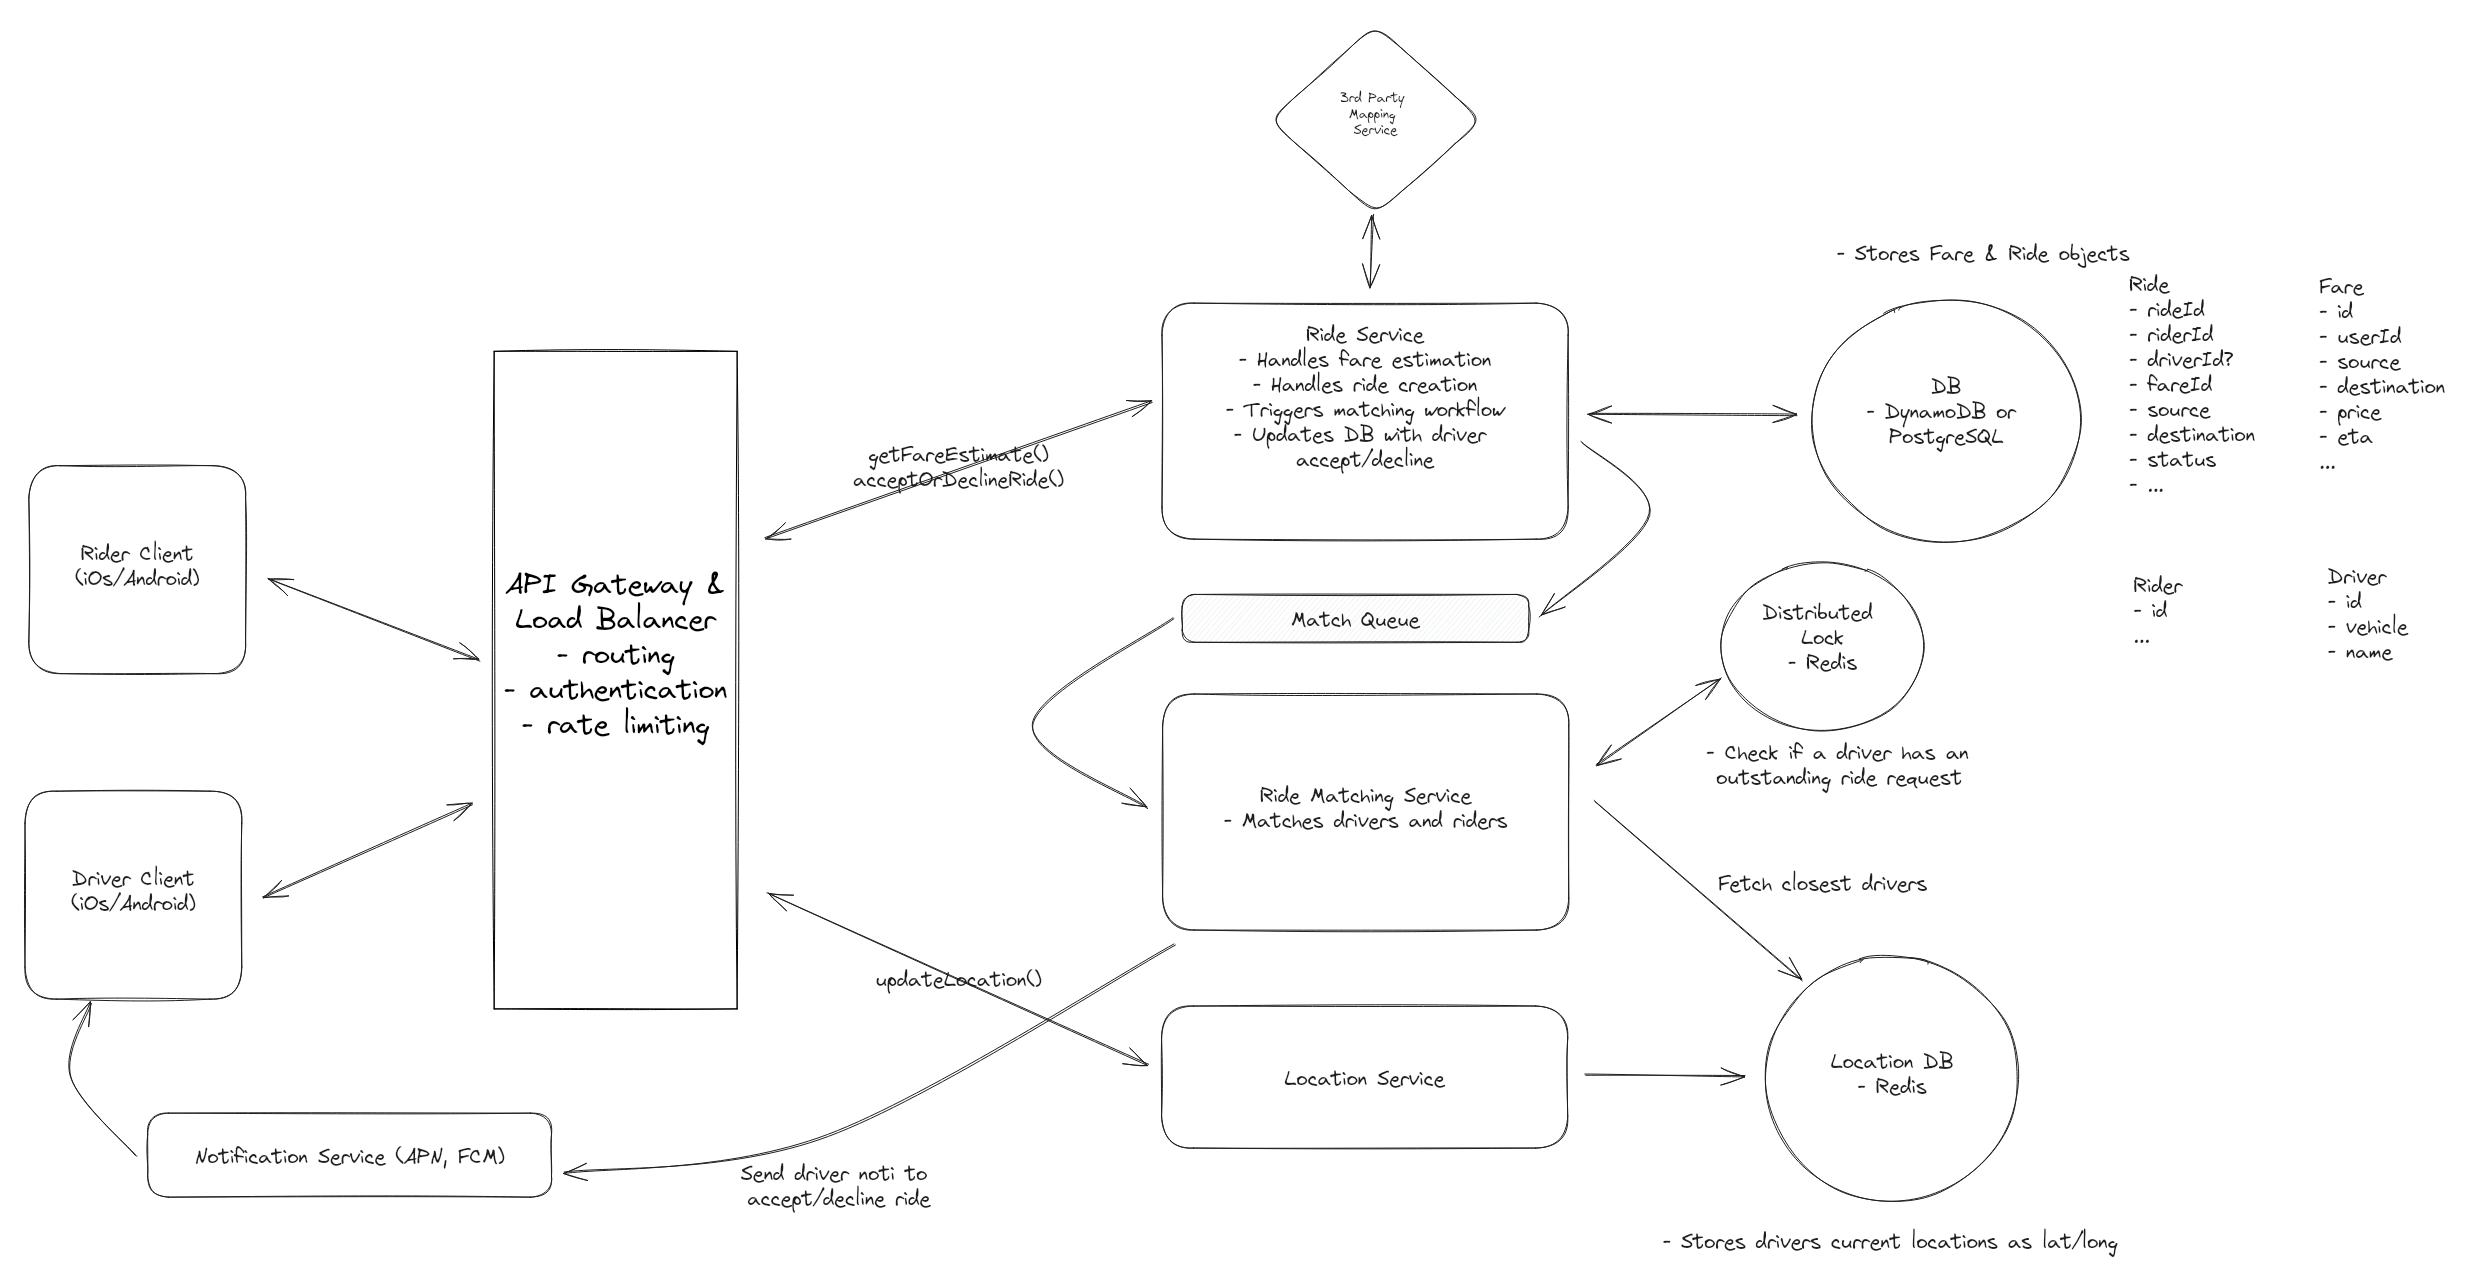 3rd Party
Mapping
Service
- Stores Fare & Ride objects
Ride
- rideId
- riderId
- driverId?
- fareId
- source
- destination
- status
- ...
Fare
- id
- userId
- source
- destination
- price
- eta
...
Ride Service
- Handles fare estimation
- Handles ride creation
- Triggers matching workflow
- Updates DB with driver
accept/decline
DB
- DynamoDB or
PostgreSQL
getFareEstimate()
acceptOrDeclineRide()
Rider Client
(iOs/Android)
API Gateway &
Load Balancer
- routing
- authentication
- rate limiting
Match Queue
Distributed
Lock
- Redis
Rider
- id
...
Driver
- id
- vehicle
- name
- Check if a driver has an
outstanding ride request
Ride Matching Service
- Matches drivers and riders
Driver Client
(iOs/Android)
Fetch closest drivers
updateLocation()
Location Service
Location DB
- Redis
Notification Service (APN, FCM)
Send driver noti to
accept/decline ride
- Stores drivers current locations as lat/long